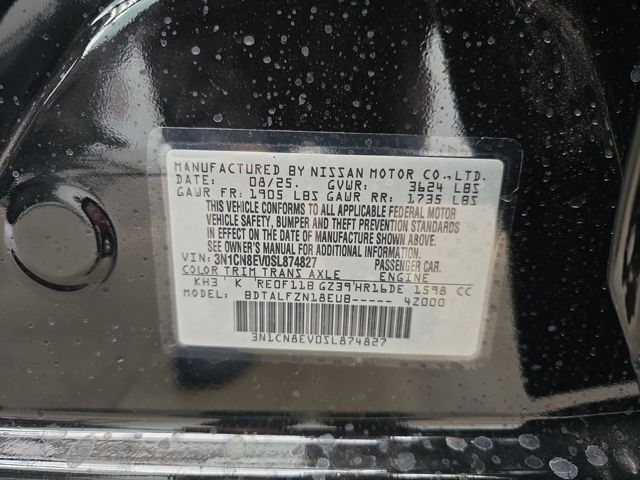 MANUFACTURED BY NISSAN MOTOR CO.,LTD.
DATE: 08/25. GVWR: 3624 LBS
GAWR FR: 1905 LBS GAWR RR: 1735 LBS
THIS VEHICLE CONFORMS TO ALL APPLICABLE FEDERAL MOTOR
VEHICLE SAFETY, BUMPER AND THEFT PREVENTION STANDARDS
IN EFFECT ON THE DATE OF MANUFACTURE SHOWN ABOVE.
SEE OWNER'S MANUAL FOR ADDITIONAL INFORMATION
VIN: 3N1CN8EV0SL874827 PASSENGER CAR.
COLOR TRIM TRANS AXLE ENGINE
KH3 K RE0F11B GZ39 HR16DE 1598 CC
MODEL: BDTALFZN18EUB----- 42000
3N1CN8EV0SL874827